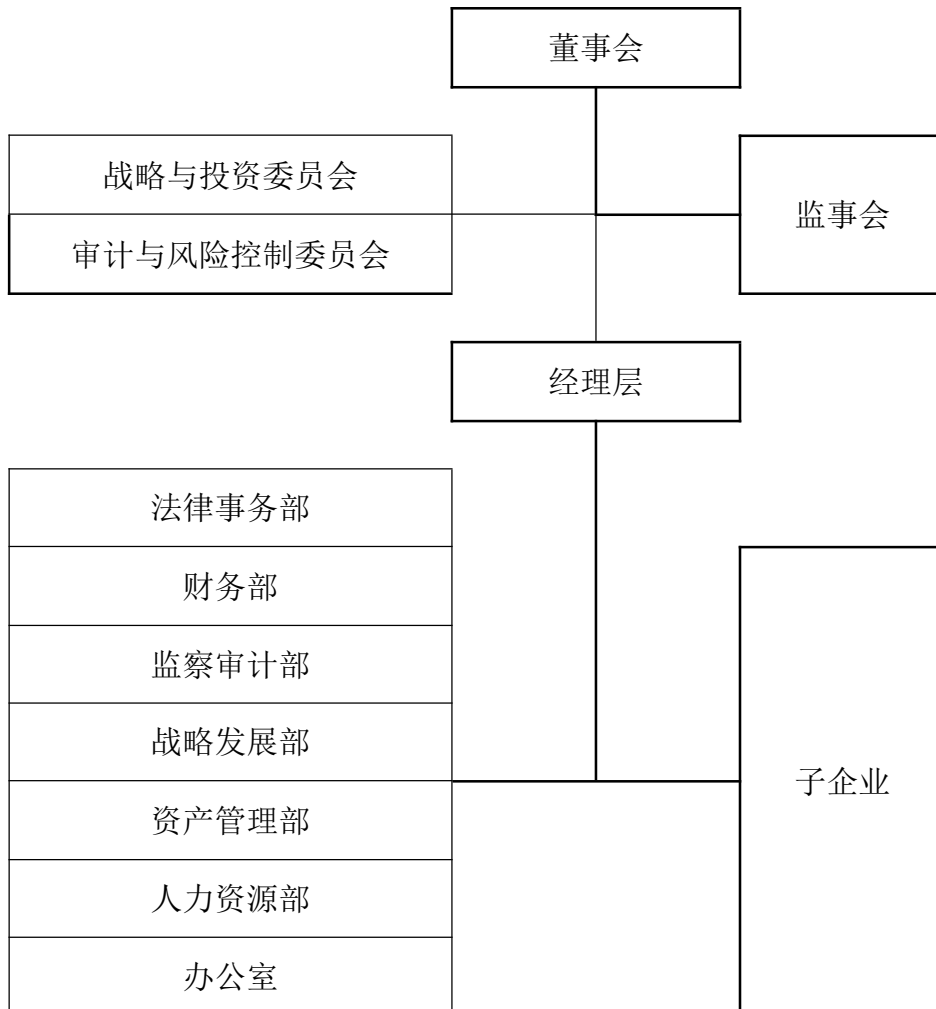 董事会
战略与投资委员会
监事会
审计与风险控制委员会
经理层
法律事务部
财务部
监察审计部
战略发展部
子企业
资产管理部
人力资源部
办公室